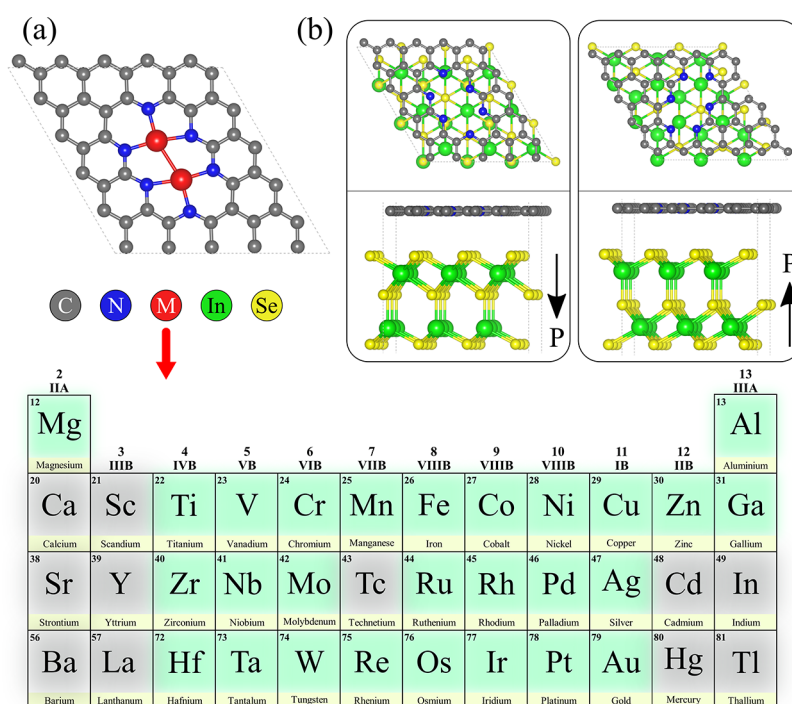 (a)
(b)
P
P
C N M In Se
2
IIA
13
IIIA
12
Mg
Magnesium
13
Al
Aluminium
3
IIIB
4
IVB
5
VB
6
VIB
7
VIIB
8
VIIIB
9
VIIIB
10
VIIIB
11
IB
12
IIB
20
Ca
Calcium
21
Sc
Scandium
22
Ti
Titanium
23
V
Vanadium
24
Cr
Chromium
25
Mn
Manganese
26
Fe
Iron
27
Co
Cobalt
28
Ni
Nickel
29
Cu
Copper
30
Zn
Zinc
31
Ga
Gallium
38
Sr
Strontium
39
Y
Yttrium
40
Zr
Zirconium
41
Nb
Niobium
42
Mo
Molybdenum
43
Tc
Technetium
44
Ru
Ruthenium
45
Rh
Rhodium
46
Pd
Palladium
47
Ag
Silver
48
Cd
Cadmium
49
In
Indium
56
Ba
Barium
57
La
Lanthanum
72
Hf
Hafnium
73
Ta
Tantalum
74
W
Tungsten
75
Re
Rhenium
76
Os
Osmium
77
Ir
Iridium
78
Pt
Platinum
79
Au
Gold
80
Hg
Mercury
81
Tl
Thallium